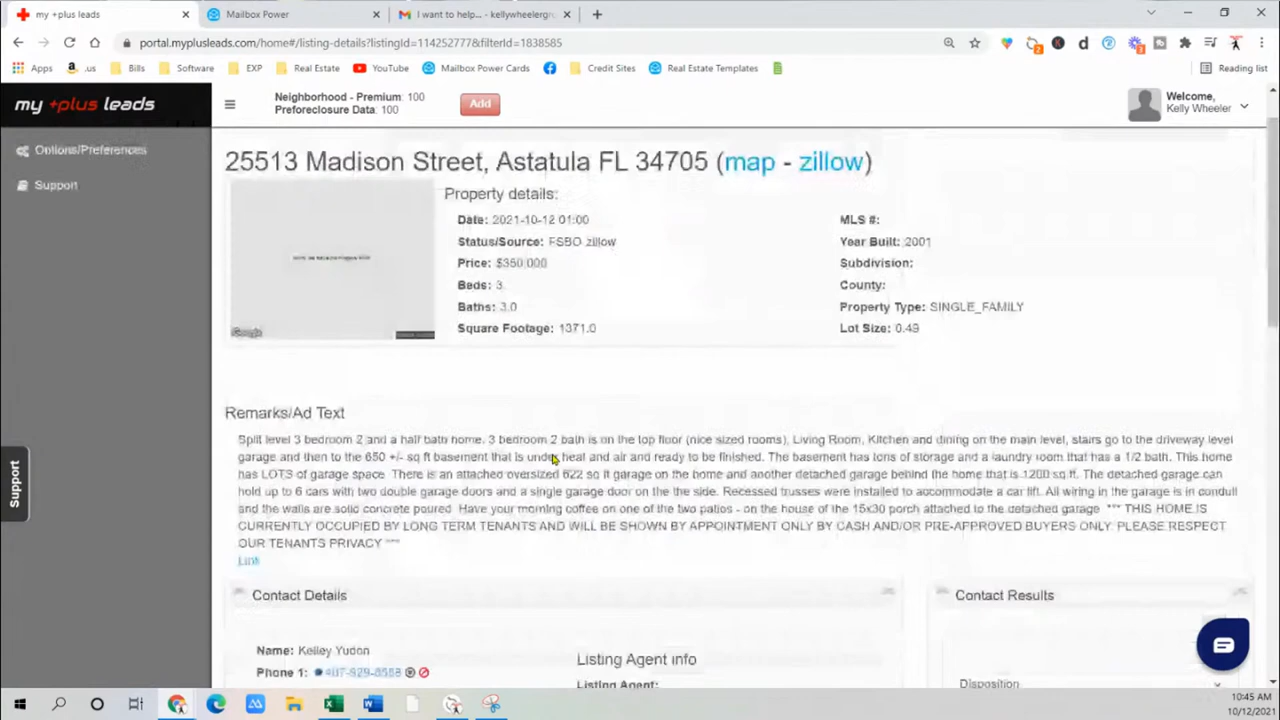 my +plus leads
Mailbox Power
I want to help... - kellywheelergr
portal.myplusleads.com/home#/listing-details?listingId=114252777&filterId=1838585
Apps
.us
Bills
Software
EXP
Real Estate
YouTube
Mailbox Power Cards
Credit Sites
Real Estate Templates
Reading list
my +plus leads
Neighborhood - Premium: 100
Preforeclosure Data: 100
Add
Welcome,
Kelly Wheeler
Options/Preferences
Support
25513 Madison Street, Astatula FL 34705 (map - zillow)
Property details:
Date: 2021-10-12 01:00
Status/Source: FSBO zillow
Price: $350,000
Beds: 3
Baths: 3.0
Square Footage: 1371.0
MLS #:
Year Built: 2001
Subdivision:
County:
Property Type: SINGLE_FAMILY
Lot Size: 0.49
Google
Remarks/Ad Text
Split level 3 bedroom 2 and a half bath home. 3 bedroom 2 bath is on the top floor (nice sized rooms), Living Room, Kitchen and dining on the main level, stairs go to the driveway level
garage and then to the 650 +/- sq ft basement that is under heat and air and ready to be finished. The basement has tons of storage and a laundry room that has a 1/2 bath. This home
has LOTS of garage space. There is an attached oversized 622 sq ft garage on the home and another detached garage behind the home that is 1200 sq.ft. The detached garage can
hold up to 6 cars with two double garage doors and a single garage door on the the side. Recessed trusses were installed to accommodate a car lift. All wiring in the garage is in conduit
and the walls are solid concrete poured. Have your morning coffee on one of the two patios - on the house of the 15x30 porch attached to the detached garage *** THIS HOME IS
CURRENTLY OCCUPIED BY LONG TERM TENANTS AND WILL BE SHOWN BY APPOINTMENT ONLY BY CASH AND/OR PRE-APPROVED BUYERS ONLY. PLEASE RESPECT
OUR TENANTS PRIVACY ***
Link
Support
Contact Details
Contact Results
Name: Kelley Yudon
Phone 1:
Listing Agent info
Listing Agent:
Disposition
10:45 AM
10/12/2021